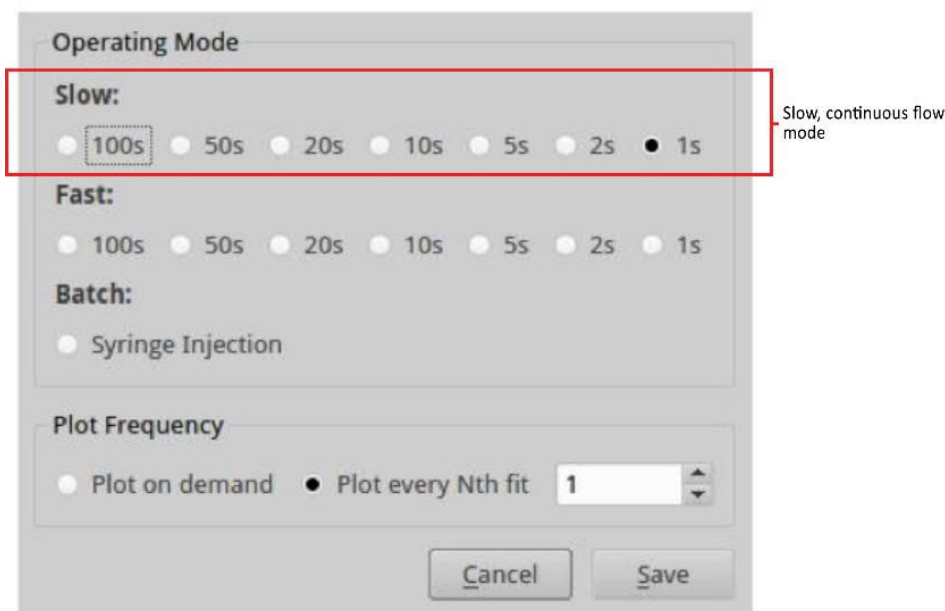 Operating Mode
Slow:
100s 50s 20s 10s 5s 2s 1s
Slow, continuous flow
mode
Fast:
100s 50s 20s 10s 5s 2s 1s
Batch:
Syringe Injection
Plot Frequency
Plot on demand Plot every Nth fit 1
Cancel Save